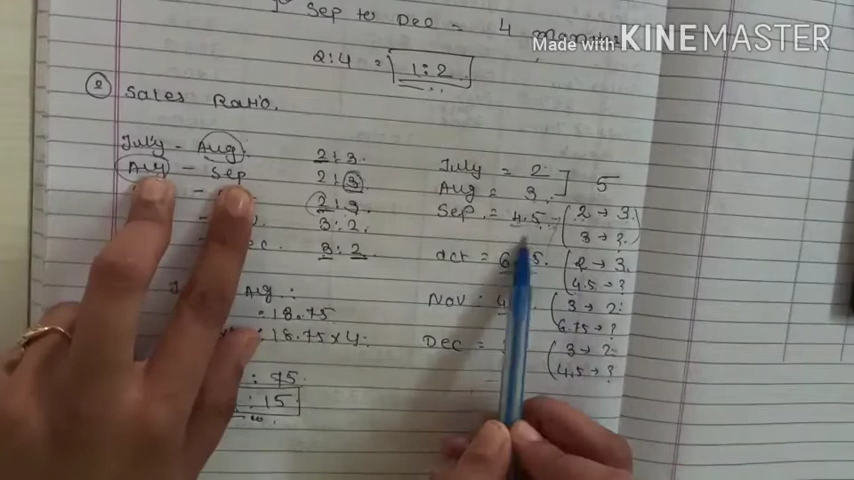 Sep to Dec = 4
Made with KINEMASTER
2:4 = 1:2
② Sales Ratio.
July - Aug. 2:3.
Aug - Sep 2:3
2:3.
3:2.
3:2
July = 2
Aug = 3 ] 5
Sep. = 4.5 ( 2 → 3.
3 → ?
Oct = ( 2 → 3.
4.5 → ?
Nov = ( 3 → 2
6.75 → ?
Dec = ( 3 → 2
4.5 → ?
Aug :
: 18.75
: 18.75 x 4
: 75
: 15